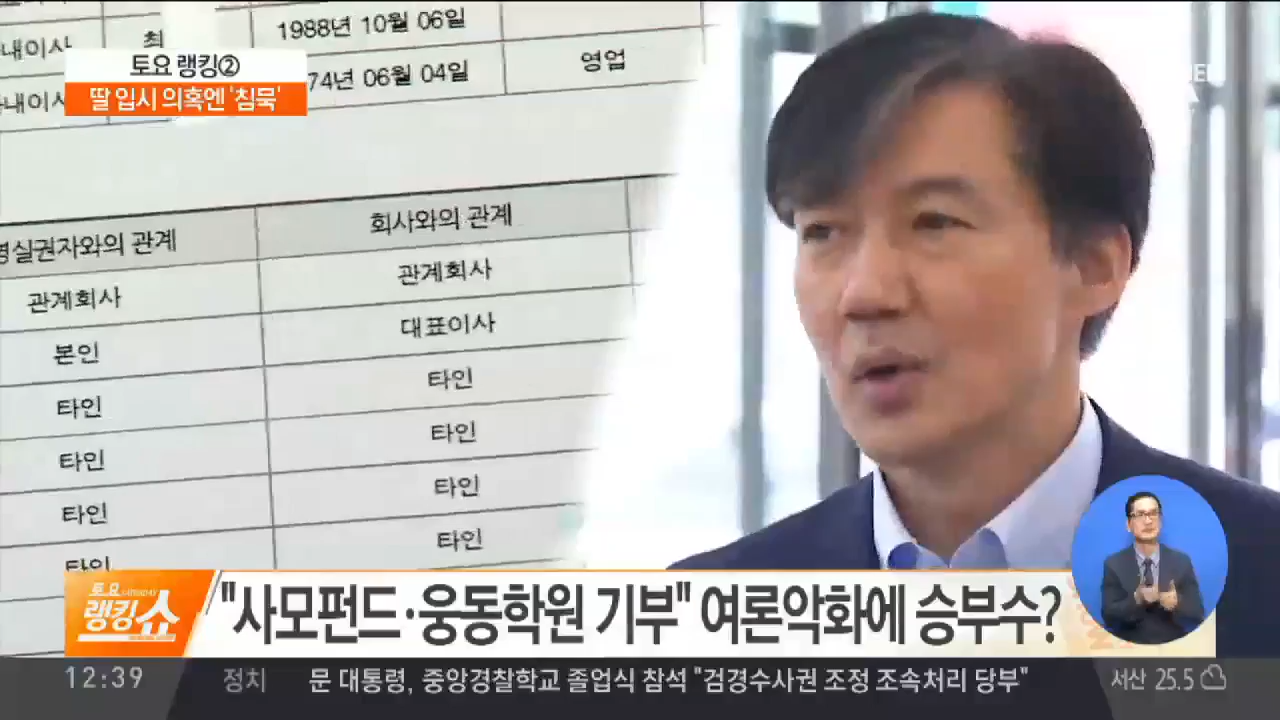 1988년 10월 06일
내이사
최
토요 랭킹②
74년 06월 04일
영업
내이사
딸 입시 의혹엔 '침묵'
회사와의 관계
영실권자와의 관계
관계회사
관계회사
대표이사
본인
타인
타인
타인
타인
타인
타인
타인
타인
토요
랭킹쇼
"사모펀드·웅동학원 기부" 여론악화에 승부수?
12:39 정치 문 대통령, 중앙경찰학교 졸업식 참석 "검경수사권 조정 조속처리 당부" 서산 25.5